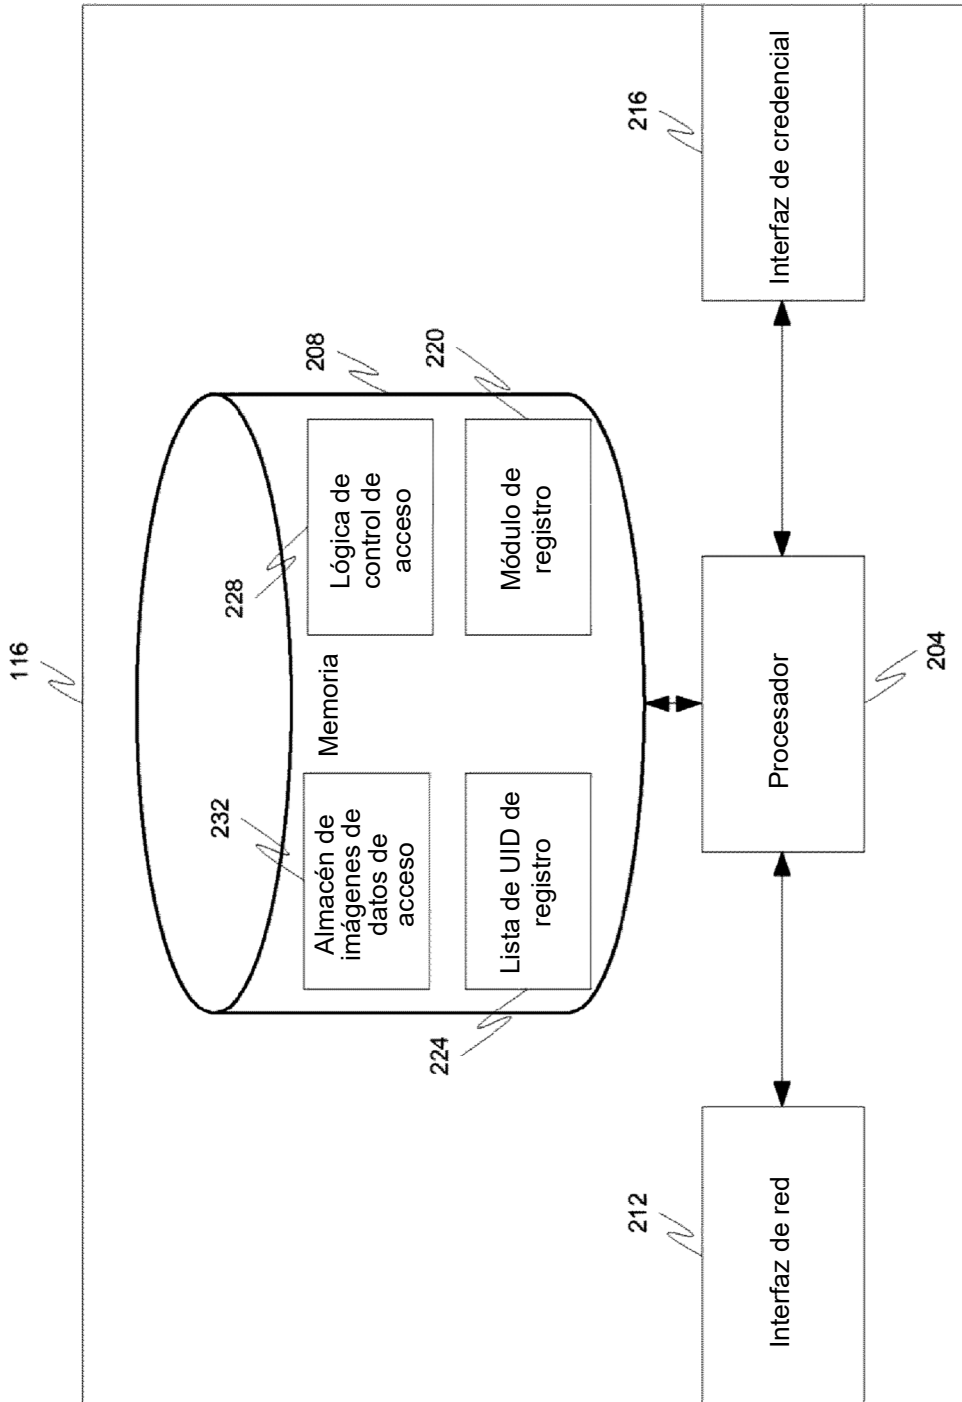 116
232
Almacén de
imágenes de
datos de
acceso
Memoria
228
Lógica de
control de
acceso
208
Lista de UID de
registro
224
Módulo de
registro
220
212
Interfaz de red
Procesador
204
216
Interfaz de credencial